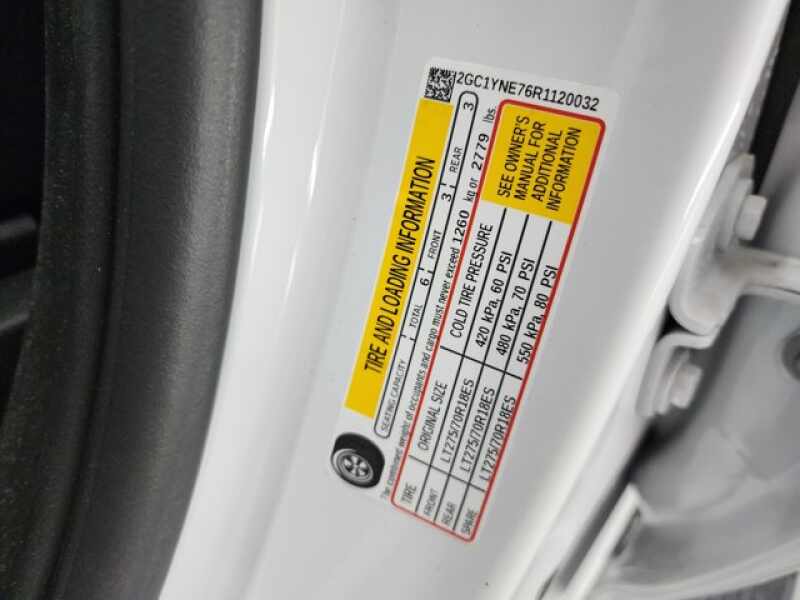 2GC1YNE76R1120032
TIRE AND LOADING INFORMATION
SEATING CAPACITY TOTAL 6 FRONT 3 REAR 3
The combined weight of occupants and cargo must never exceed 1260 kg or 2779 lbs.
TIRE ORIGINAL SIZE COLD TIRE PRESSURE
FRONT LT275/70R18ES 420 kPa, 60 PSI
REAR LT275/70R18ES 480 kPa, 70 PSI
SPARE LT275/70R18ES 550 kPa, 80 PSI
SEE OWNER'S
MANUAL FOR
ADDITIONAL
INFORMATION